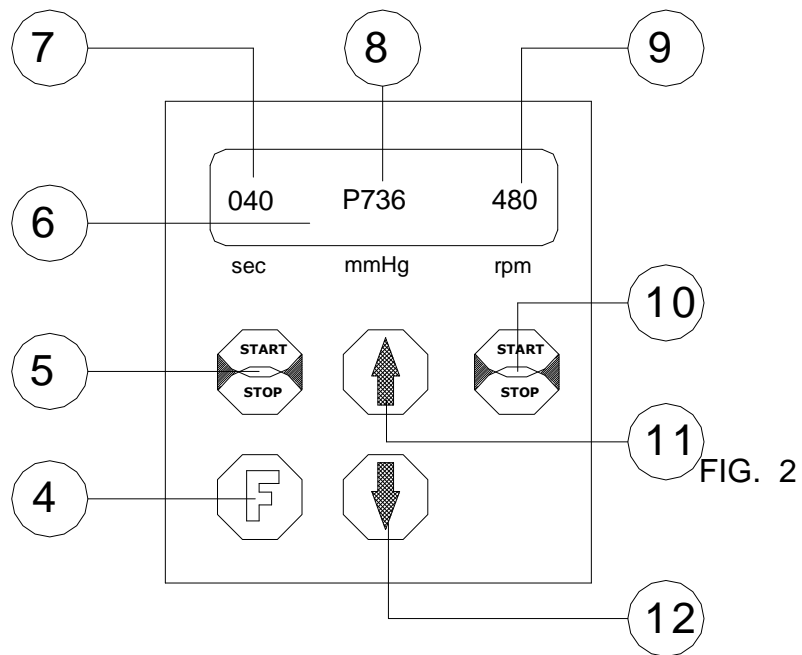 7 8 9
040 P736 480
6
sec mmHg rpm
10
START START
5
STOP STOP
11
FIG. 2
4 F
12